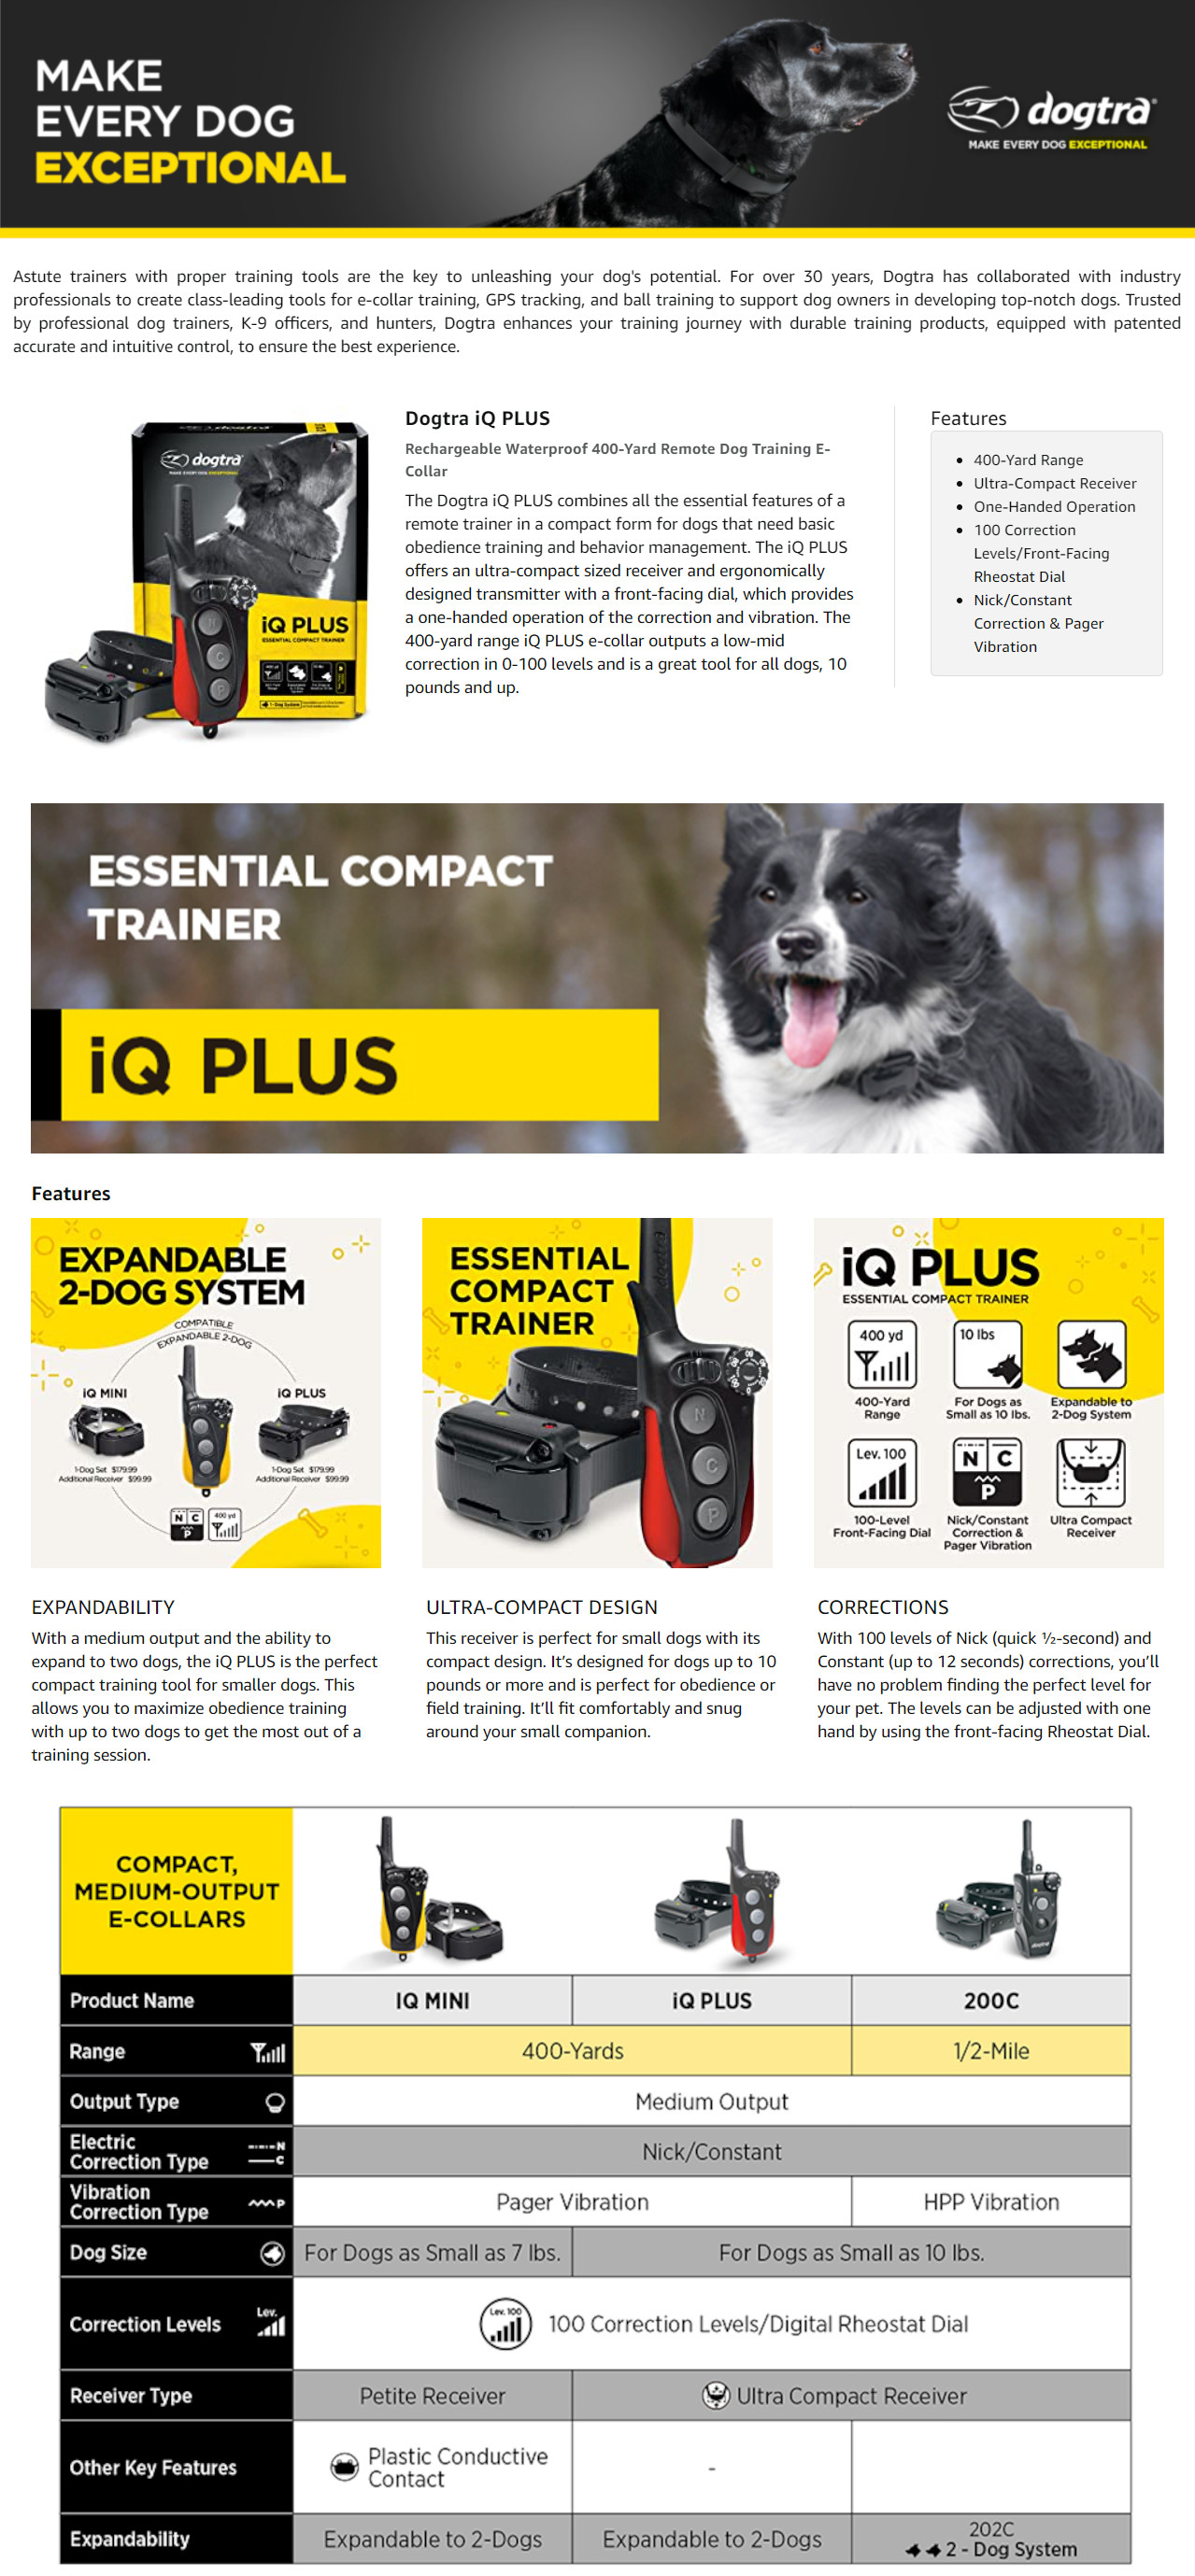 MAKE
EVERY DOG
EXCEPTIONAL
dogtra
MAKE EVERY DOG EXCEPTIONAL
Astute trainers with proper training tools are the key to unleashing your dog's potential. For over 30 years, Dogtra has collaborated with industry
professionals to create class-leading tools for e-collar training, GPS tracking, and ball training to support dog owners in developing top-notch dogs. Trusted
by professional dog trainers, K-9 officers, and hunters, Dogtra enhances your training journey with durable training products, equipped with patented
accurate and intuitive control, to ensure the best experience.
dogtra
MAKE EVERY DOG EXCEPTIONAL
iQ PLUS
ESSENTIAL COMPACT TRAINER
N
C
P
1-Dog System
Dogtra iQ PLUS
Rechargeable Waterproof 400-Yard Remote Dog Training E-
Collar
The Dogtra iQ PLUS combines all the essential features of a
remote trainer in a compact form for dogs that need basic
obedience training and behavior management. The iQ PLUS
offers an ultra-compact sized receiver and ergonomically
designed transmitter with a front-facing dial, which provides
a one-handed operation of the correction and vibration. The
400-yard range iQ PLUS e-collar outputs a low-mid
correction in 0-100 levels and is a great tool for all dogs, 10
pounds and up.
Features
• 400-Yard Range
• Ultra-Compact Receiver
• One-Handed Operation
• 100 Correction
Levels/Front-Facing
Rheostat Dial
• Nick/Constant
Correction & Pager
Vibration
ESSENTIAL COMPACT
TRAINER
iQ PLUS
Features
EXPANDABLE
2-DOG SYSTEM
COMPATIBLE
EXPANDABLE 2-DOG
iQ MINI
iQ PLUS
1-Dog Set $179.99
Additional Receiver $99.99
1-Dog Set $179.99
Additional Receiver $99.99
N C
P
400 yd
ESSENTIAL
COMPACT
TRAINER
dogtra
N
C
P
iQ PLUS
ESSENTIAL COMPACT TRAINER
400 yd
10 lbs
400-Yard
Range
For Dogs as
Small as 10 lbs.
Expandable to
2-Dog System
Lev. 100
N C
P
100-Level
Front-Facing Dial
Nick/Constant
Correction &
Pager Vibration
Ultra Compact
Receiver
EXPANDABILITY
With a medium output and the ability to
expand to two dogs, the iQ PLUS is the perfect
compact training tool for smaller dogs. This
allows you to maximize obedience training
with up to two dogs to get the most out of a
training session.
ULTRA-COMPACT DESIGN
This receiver is perfect for small dogs with its
compact design. It's designed for dogs up to 10
pounds or more and is perfect for obedience or
field training. It'll fit comfortably and snug
around your small companion.
CORRECTIONS
With 100 levels of Nick (quick ½-second) and
Constant (up to 12 seconds) corrections, you'll
have no problem finding the perfect level for
your pet. The levels can be adjusted with one
hand by using the front-facing Rheostat Dial.
COMPACT,
MEDIUM-OUTPUT
E-COLLARS
dogtra
Product Name IQ MINI iQ PLUS 200C
Range 400-Yards 1/2-Mile
Output Type Medium Output
Electric
Correction Type N C Nick/Constant
Vibration
Correction Type P Pager Vibration HPP Vibration
Dog Size For Dogs as Small as 7 lbs. For Dogs as Small as 10 lbs.
Correction Levels Lev. Lev. 100 100 Correction Levels/Digital Rheostat Dial
Receiver Type Petite Receiver Ultra Compact Receiver
Other Key Features Plastic Conductive
Contact -
Expandability Expandable to 2-Dogs Expandable to 2-Dogs 202C
2 - Dog System